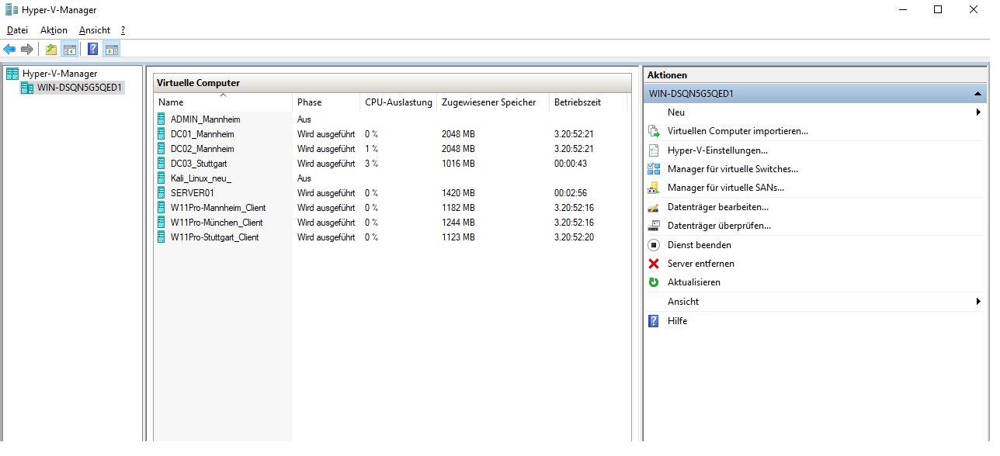 Hyper-V-Manager
Datei Aktion Ansicht ?
Hyper-V-Manager
WIN-DSQN5G5QED1
Virtuelle Computer
Name Phase CPU-Auslastung Zugewiesener Speicher Betriebszeit
ADMIN_Mannheim Aus
DC01_Mannheim Wird ausgeführt 0 % 2048 MB 3.20:52:21
DC02_Mannheim Wird ausgeführt 1 % 2048 MB 3.20:52:21
DC03_Stuttgart Wird ausgeführt 3 % 1016 MB 00:00:43
Kali_Linux_neu_ Aus
SERVER01 Wird ausgeführt 0 % 1420 MB 00:02:56
W11Pro-Mannheim_Client Wird ausgeführt 0 % 1182 MB 3.20:52:16
W11Pro-München_Client Wird ausgeführt 0 % 1244 MB 3.20:52:16
W11Pro-Stuttgart_Client Wird ausgeführt 0 % 1123 MB 3.20:52:20
Aktionen
WIN-DSQN5G5QED1
Neu
Virtuellen Computer importieren...
Hyper-V-Einstellungen...
Manager für virtuelle Switches...
Manager für virtuelle SANs...
Datenträger bearbeiten...
Datenträger überprüfen...
Dienst beenden
Server entfernen
Aktualisieren
Ansicht
Hilfe